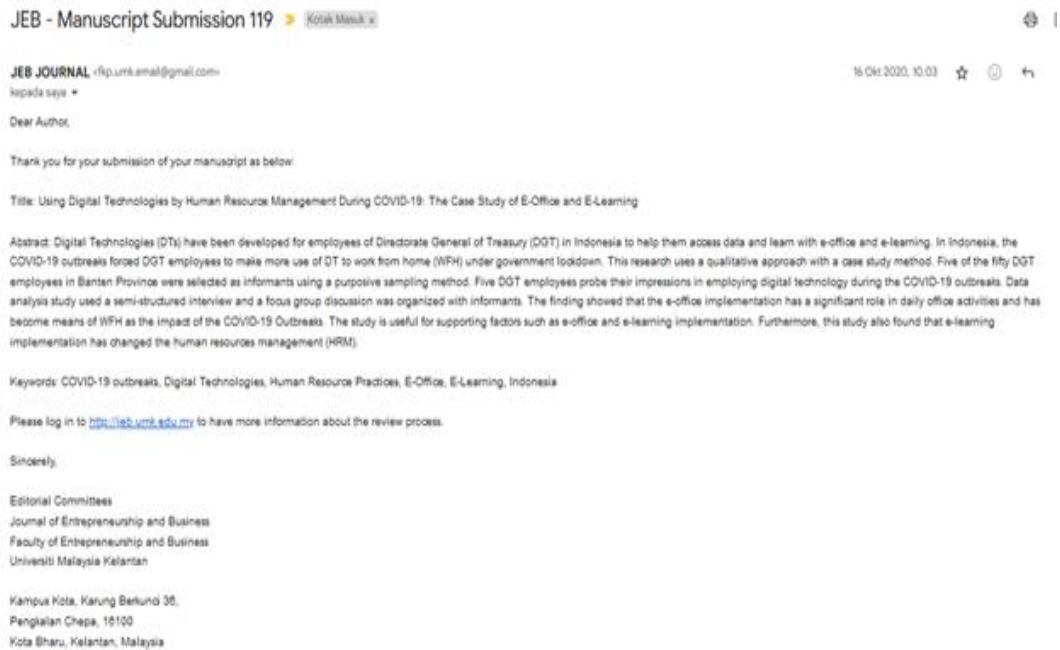 JEB - Manuscript Submission 119 Kotak Masuk x
JEB JOURNAL <fkp.umk.email@gmail.com> 16 Okt 2020, 10.03
kepada saya
Dear Author,
Thank you for your submission of your manuscript as below:
Title: Using Digital Technologies by Human Resource Management During COVID-19: The Case Study of E-Office and E-Learning
Abstract: Digital Technologies (DTs) have been developed for employees of Directorate General of Treasury (DGT) in Indonesia to help them access data and learn with e-office and e-learning. In Indonesia, the
COVID-19 outbreaks forced DGT employees to make more use of DT to work from home (WFH) under government lockdown. This research uses a qualitative approach with a case study method. Five of the fifty DGT
employees in Banten Province were selected as informants using a purposive sampling method. Five DGT employees probe their impressions in employing digital technology during the COVID-19 outbreaks. Data
analysis study used a semi-structured interview and a focus group discussion was organized with informants. The finding showed that the e-office implementation has a significant role in daily office activities and has
become means of WFH as the impact of the COVID-19 Outbreaks. The study is useful for supporting factors such as e-office and e-learning implementation. Furthermore, this study also found that e-learning
implementation has changed the human resources management (HRM).
Keywords: COVID-19 outbreaks, Digital Technologies, Human Resource Practices, E-Office, E-Learning, Indonesia
Please log in to http://jeb.umk.edu.my to have more information about the review process.
Sincerely,
Editorial Committees
Journal of Entrepreneurship and Business
Faculty of Entrepreneurship and Business
Universiti Malaysia Kelantan
Kampus Kota, Karung Berkunci 36,
Pengkalan Chepa, 16100
Kota Bharu, Kelantan, Malaysia